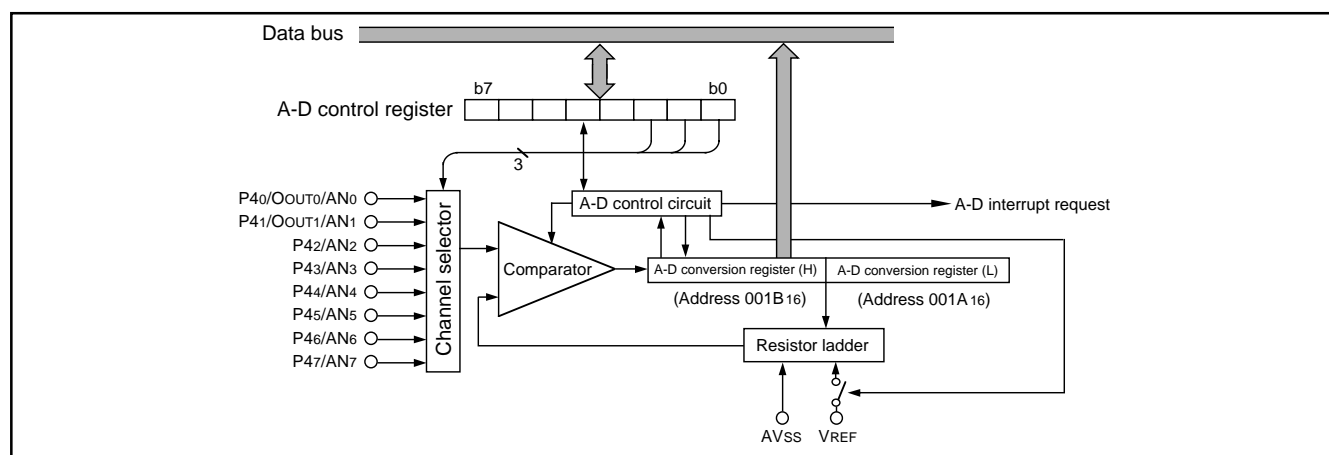 Data bus
b7 b0
A-D control register
3
P40/OOUT0/AN0
P41/OOUT1/AN1
P42/AN2
P43/AN3
P44/AN4
P45/AN5
P46/AN6
P47/AN7
Channel selector
A-D control circuit
A-D interrupt request
Comparator
A-D conversion register (H) A-D conversion register (L)
(Address 001B16) (Address 001A16)
Resistor ladder
AVSS VREF